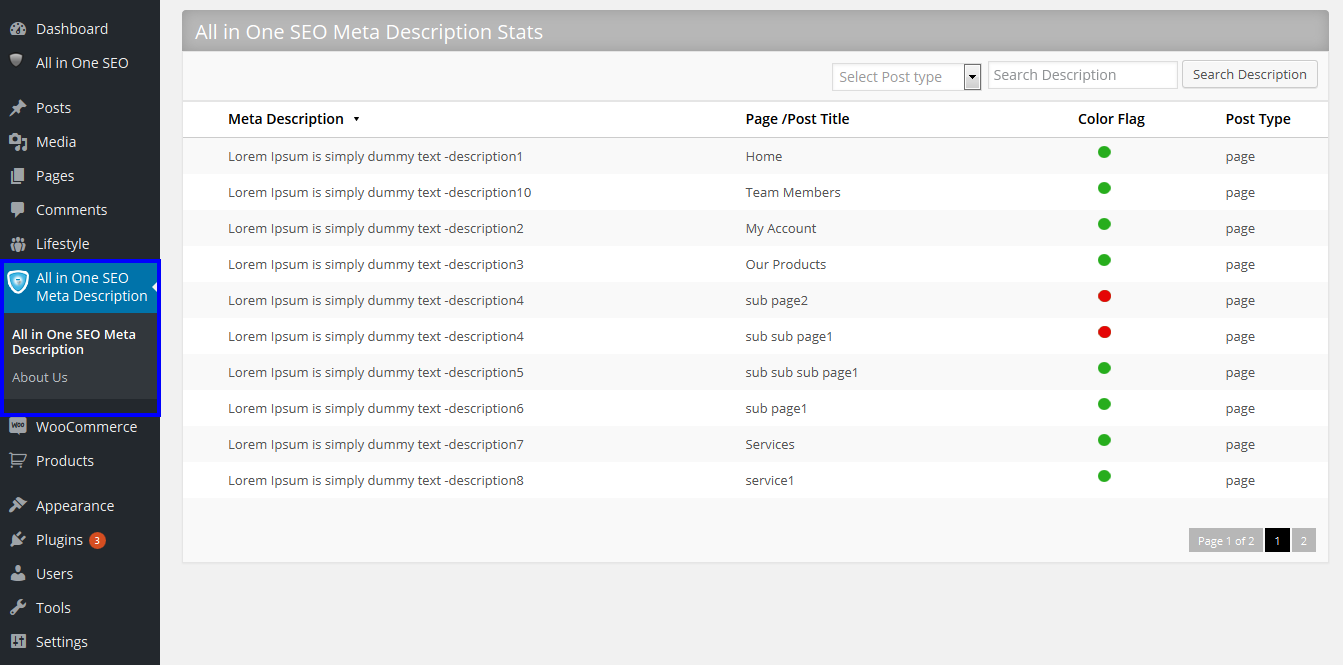 Dashboard
All in One SEO
Posts
Media
Pages
Comments
Lifestyle
All in One SEO
Meta Description
All in One SEO Meta
Description
About Us
WOO WooCommerce
Products
Appearance
Plugins 3
Users
Tools
Settings
All in One SEO Meta Description Stats
Select Post type Search Description Search Description
Meta Description Page /Post Title Color Flag Post Type
Lorem Ipsum is simply dummy text -description1 Home page
Lorem Ipsum is simply dummy text -description10 Team Members page
Lorem Ipsum is simply dummy text -description2 My Account page
Lorem Ipsum is simply dummy text -description3 Our Products page
Lorem Ipsum is simply dummy text -description4 sub page2 page
Lorem Ipsum is simply dummy text -description4 sub sub page1 page
Lorem Ipsum is simply dummy text -description5 sub sub sub page1 page
Lorem Ipsum is simply dummy text -description6 sub page1 page
Lorem Ipsum is simply dummy text -description7 Services page
Lorem Ipsum is simply dummy text -description8 service1 page
Page 1 of 2 1 2